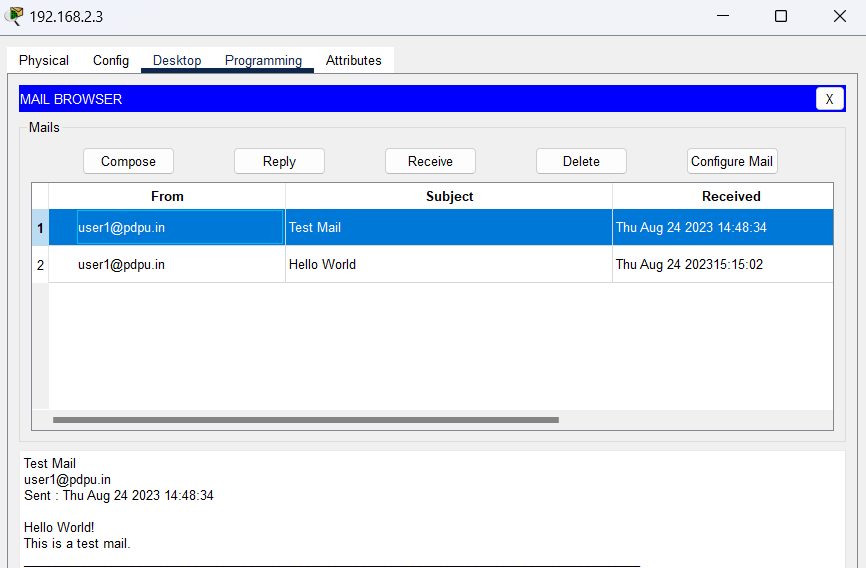 192.168.2.3
Physical Config Desktop Programming Attributes
MAIL BROWSER X
Mails
Compose Reply Receive Delete Configure Mail
From Subject Received
1 user1@pdpu.in Test Mail Thu Aug 24 2023 14:48:34
2 user1@pdpu.in Hello World Thu Aug 24 202315:15:02
Test Mail
user1@pdpu.in
Sent : Thu Aug 24 2023 14:48:34
Hello World!
This is a test mail.